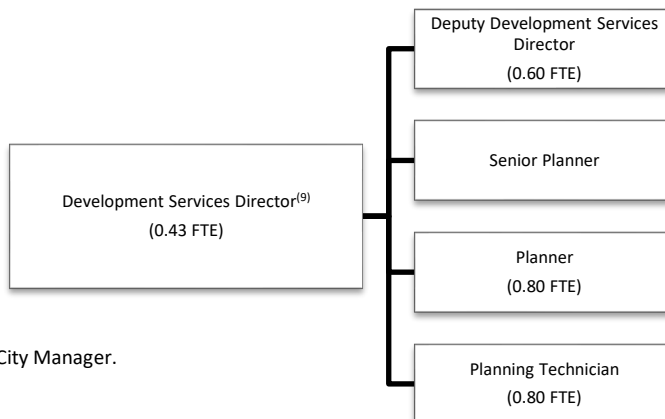 Deputy Development Services
Director
(0.60 FTE)
Senior Planner
Development Services Director(9)
(0.43 FTE)
Planner
(0.80 FTE)
City Manager.
Planning Technician
(0.80 FTE)